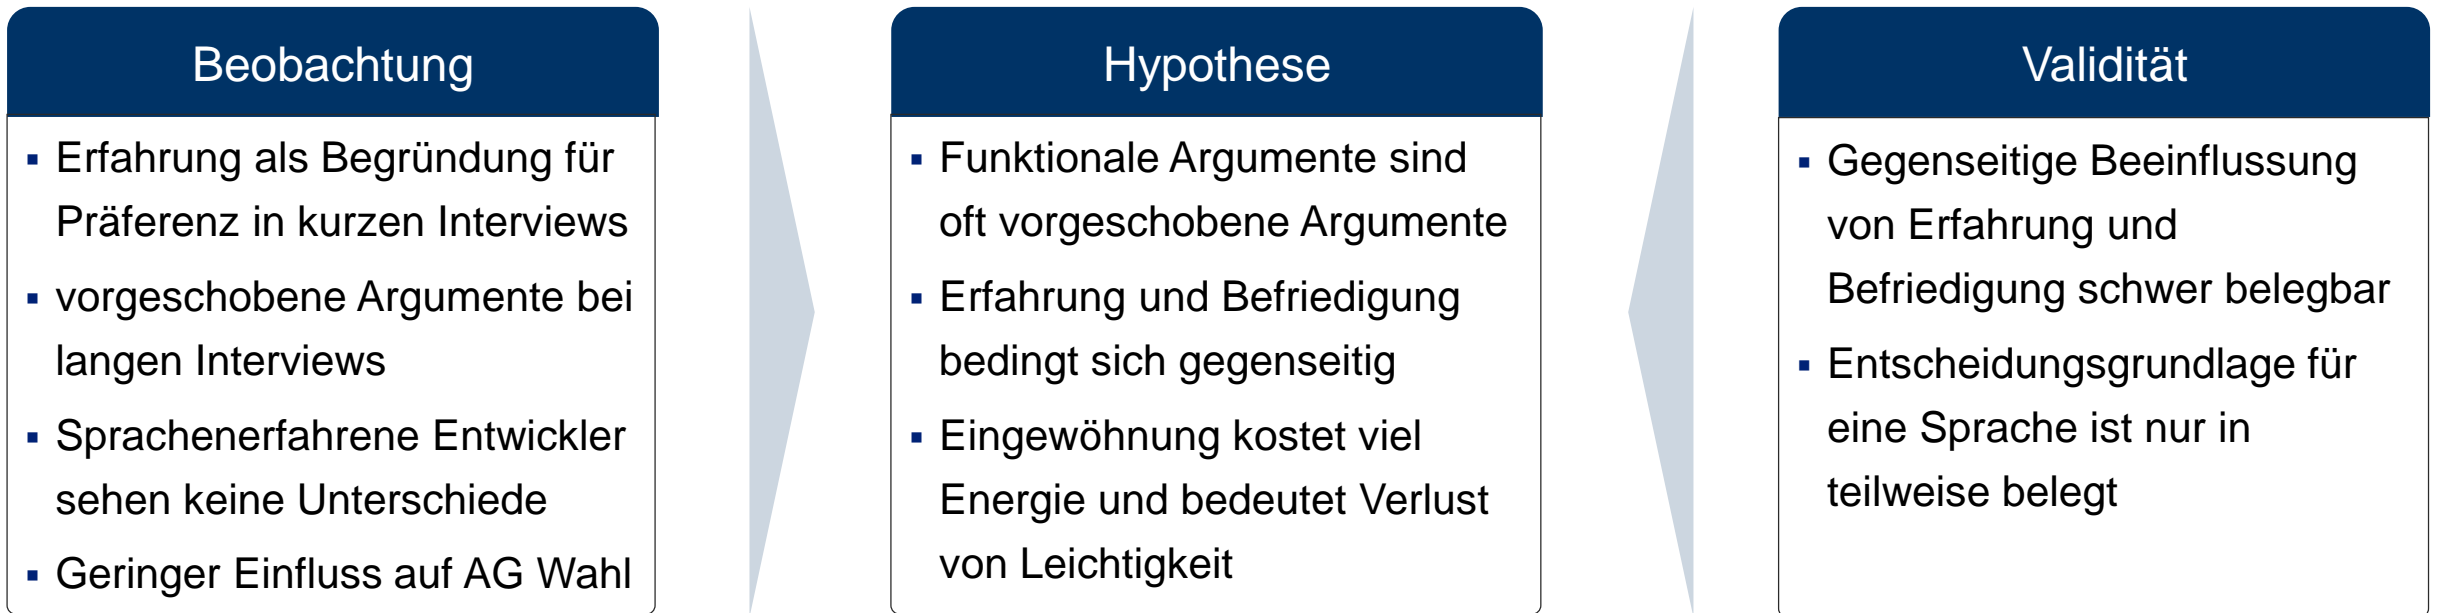 Beobachtung
▪ Erfahrung als Begründung für
Präferenz in kurzen Interviews
▪ vorgeschobene Argumente bei
langen Interviews
▪ Sprachenerfahrene Entwickler
sehen keine Unterschiede
▪ Geringer Einfluss auf AG Wahl
Hypothese
▪ Funktionale Argumente sind
oft vorgeschobene Argumente
▪ Erfahrung und Befriedigung
bedingt sich gegenseitig
▪ Eingewöhnung kostet viel
Energie und bedeutet Verlust
von Leichtigkeit
Validität
▪ Gegenseitige Beeinflussung
von Erfahrung und
Befriedigung schwer belegbar
▪ Entscheidungsgrundlage für
eine Sprache ist nur in
teilweise belegt